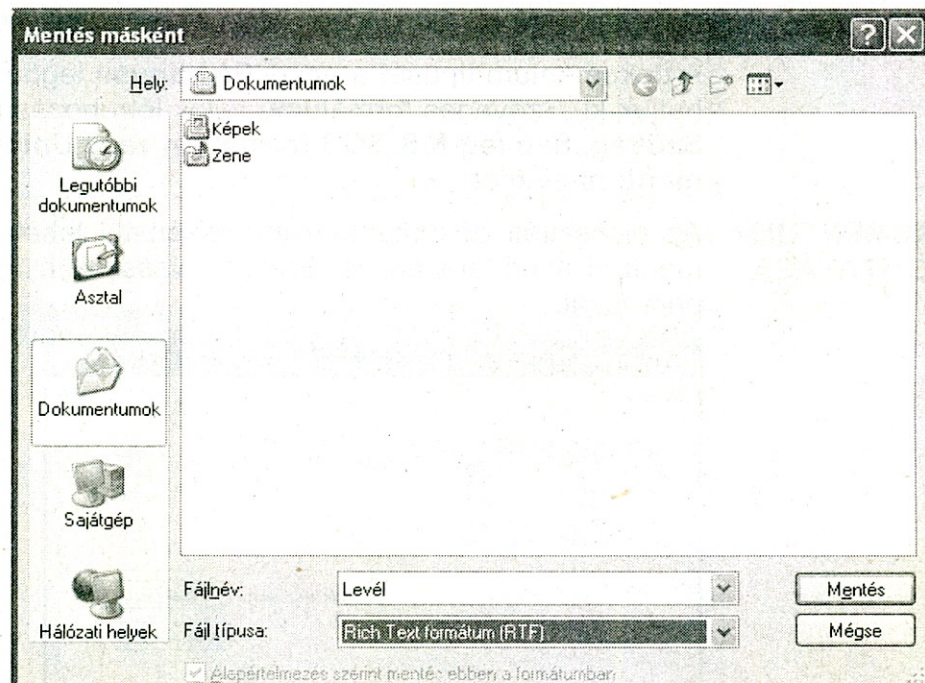 Mentés másként
Hely: Dokumentumok
Képek
Zene
Legutóbbi
dokumentumok
Asztal
Dokumentumok
Sajátgép
Hálózati helyek
Fájlnév: Levél Mentés
Fájl típusa: Rich Text formátum (RTF) Mégse
Alapértelmezés szerint mentés ebben a formátumban